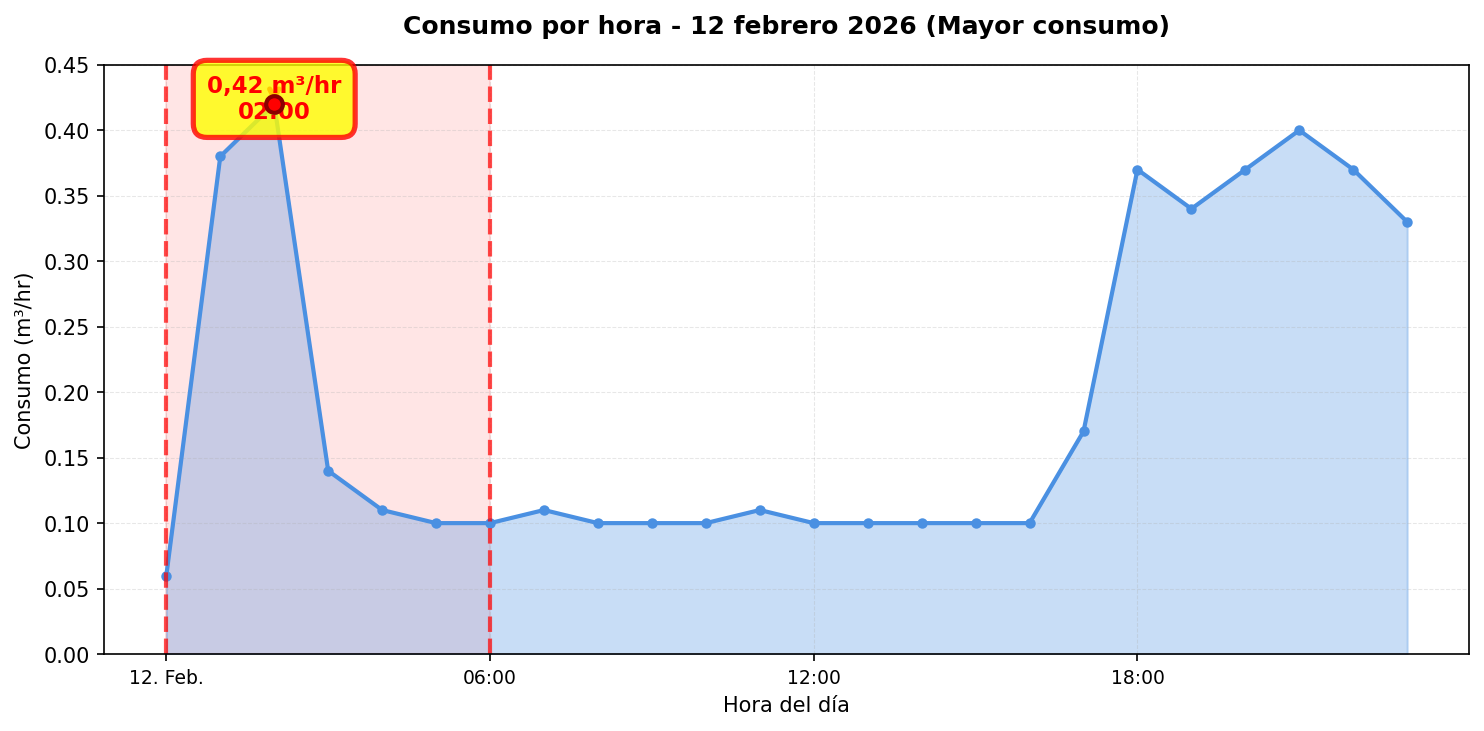 Consumo por hora - 12 febrero 2026 (Mayor consumo)
0,42 m³/hr
02:00
0.45
0.40
0.35
0.30
0.25
0.20
0.15
0.10
0.05
0.00
Consumo (m³/hr)
12. Feb.
06:00
12:00
18:00
Hora del día